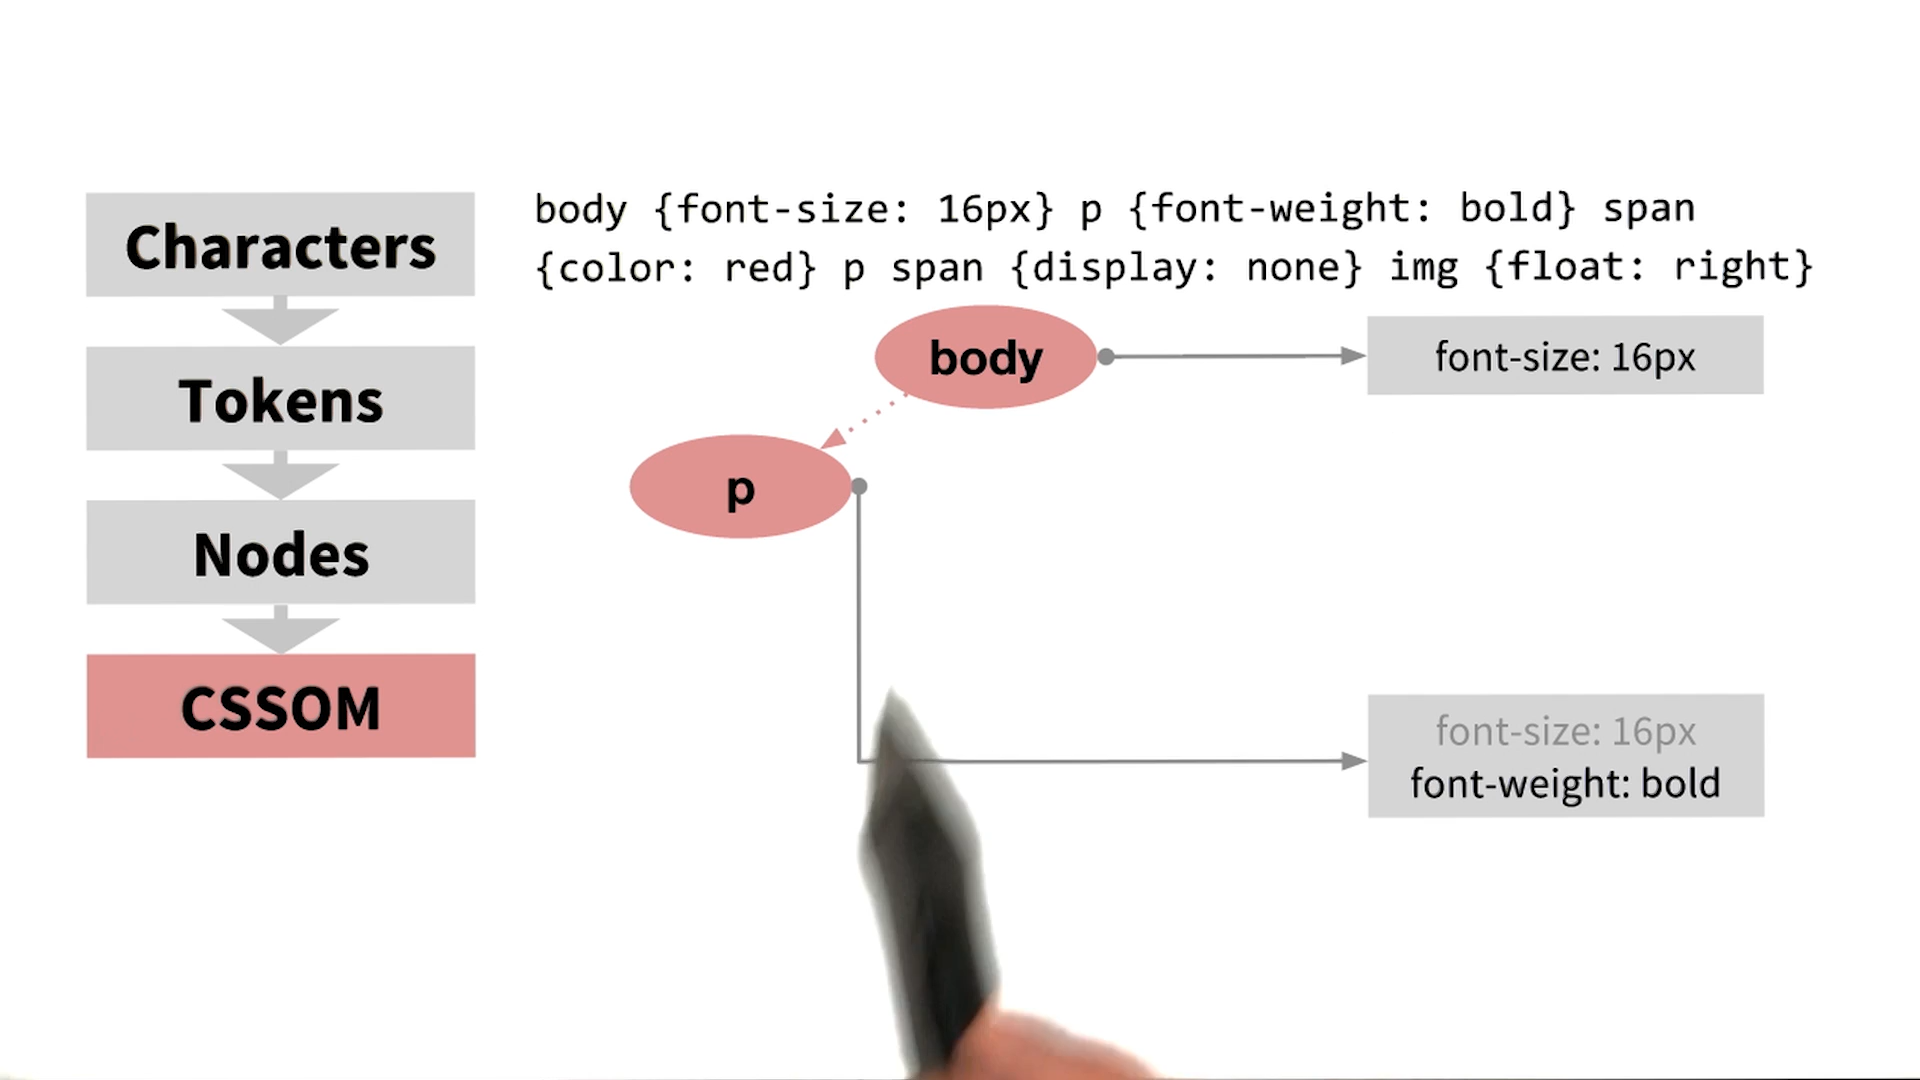 Characters
Tokens
Nodes
CSSOM
body {font-size: 16px} p {font-weight: bold} span
{color: red} p span {display: none} img {float: right}
body
font-size: 16px
p
font-size: 16px
font-weight: bold